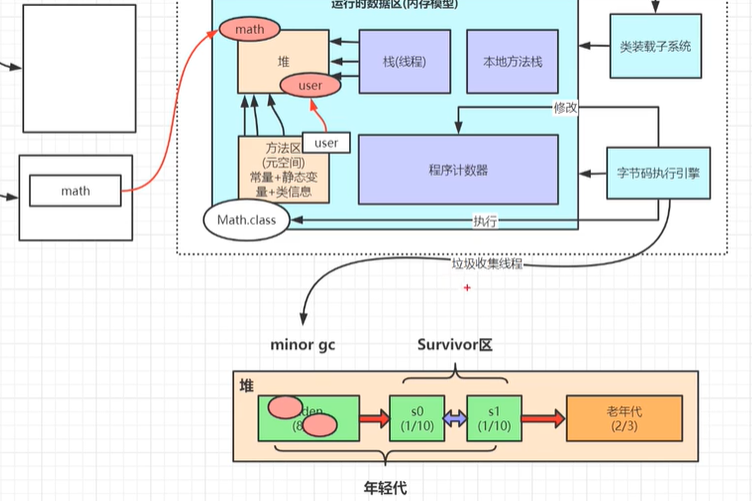 运行时的数据区(内存模型)
math
堆
栈(线程)
本地方法栈
类装载子系统
user
修改
user
方法区
(元空间)
常量+静态变
量+类信息
程序计数器
字节码执行引擎
math
Math.class
执行
垃圾收集线程
minor gc
Survivor区
堆
s0
(1/10)
s1
(1/10)
老年代
(2/3)
年轻代